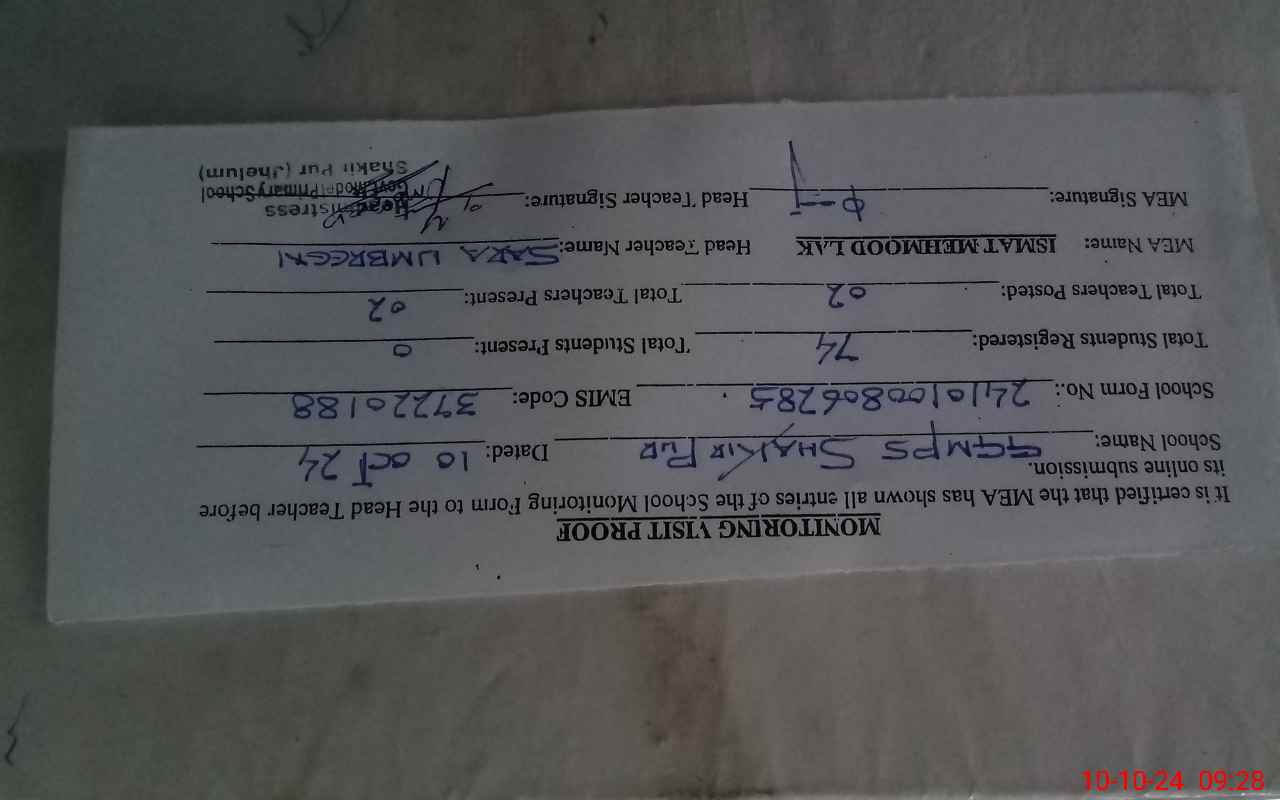 MONITORING VISIT PROOF
It is certified that the MEA has shown all entries of the School Monitoring Form to the Head Teacher before
its online submission.
School Name: GGMPS SHAKIR PUR Dated: 10 OCT 24
School Form No.: 2410100806285 EMIS Code: 37220188
Total Students Registered: 74 Total Students Present: 0
Total Teachers Posted: 02 Total Teachers Present: 02
MEA Name: ISMAT MEHMOOD LAK Head Teacher Name: SARA UMBREEN
MEA Signature: Head Teacher Signature:
Headmistress
Govt. Model Primary School
Shakir Pur (Jhelum)
10-10-24 09:28